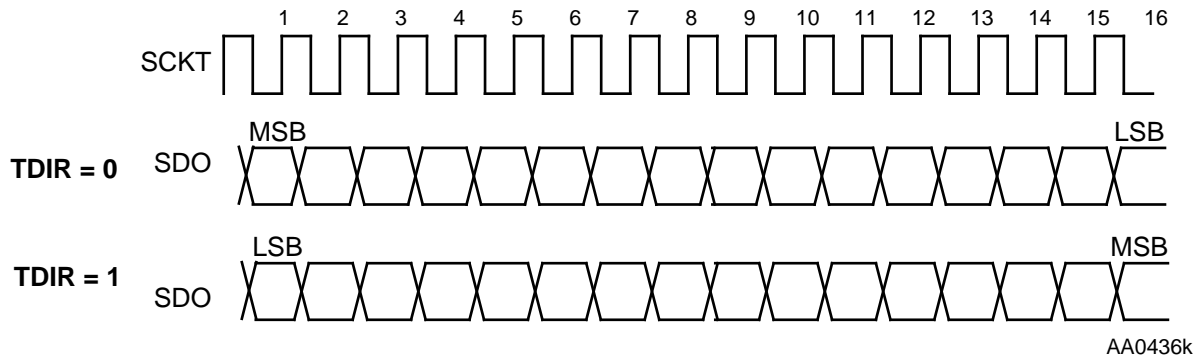 1 2 3 4 5 6 7 8 9 10 11 12 13 14 15 16
SCKT
MSB LSB
TDIR = 0 SDO
LSB MSB
TDIR = 1 SDO
AA0436k